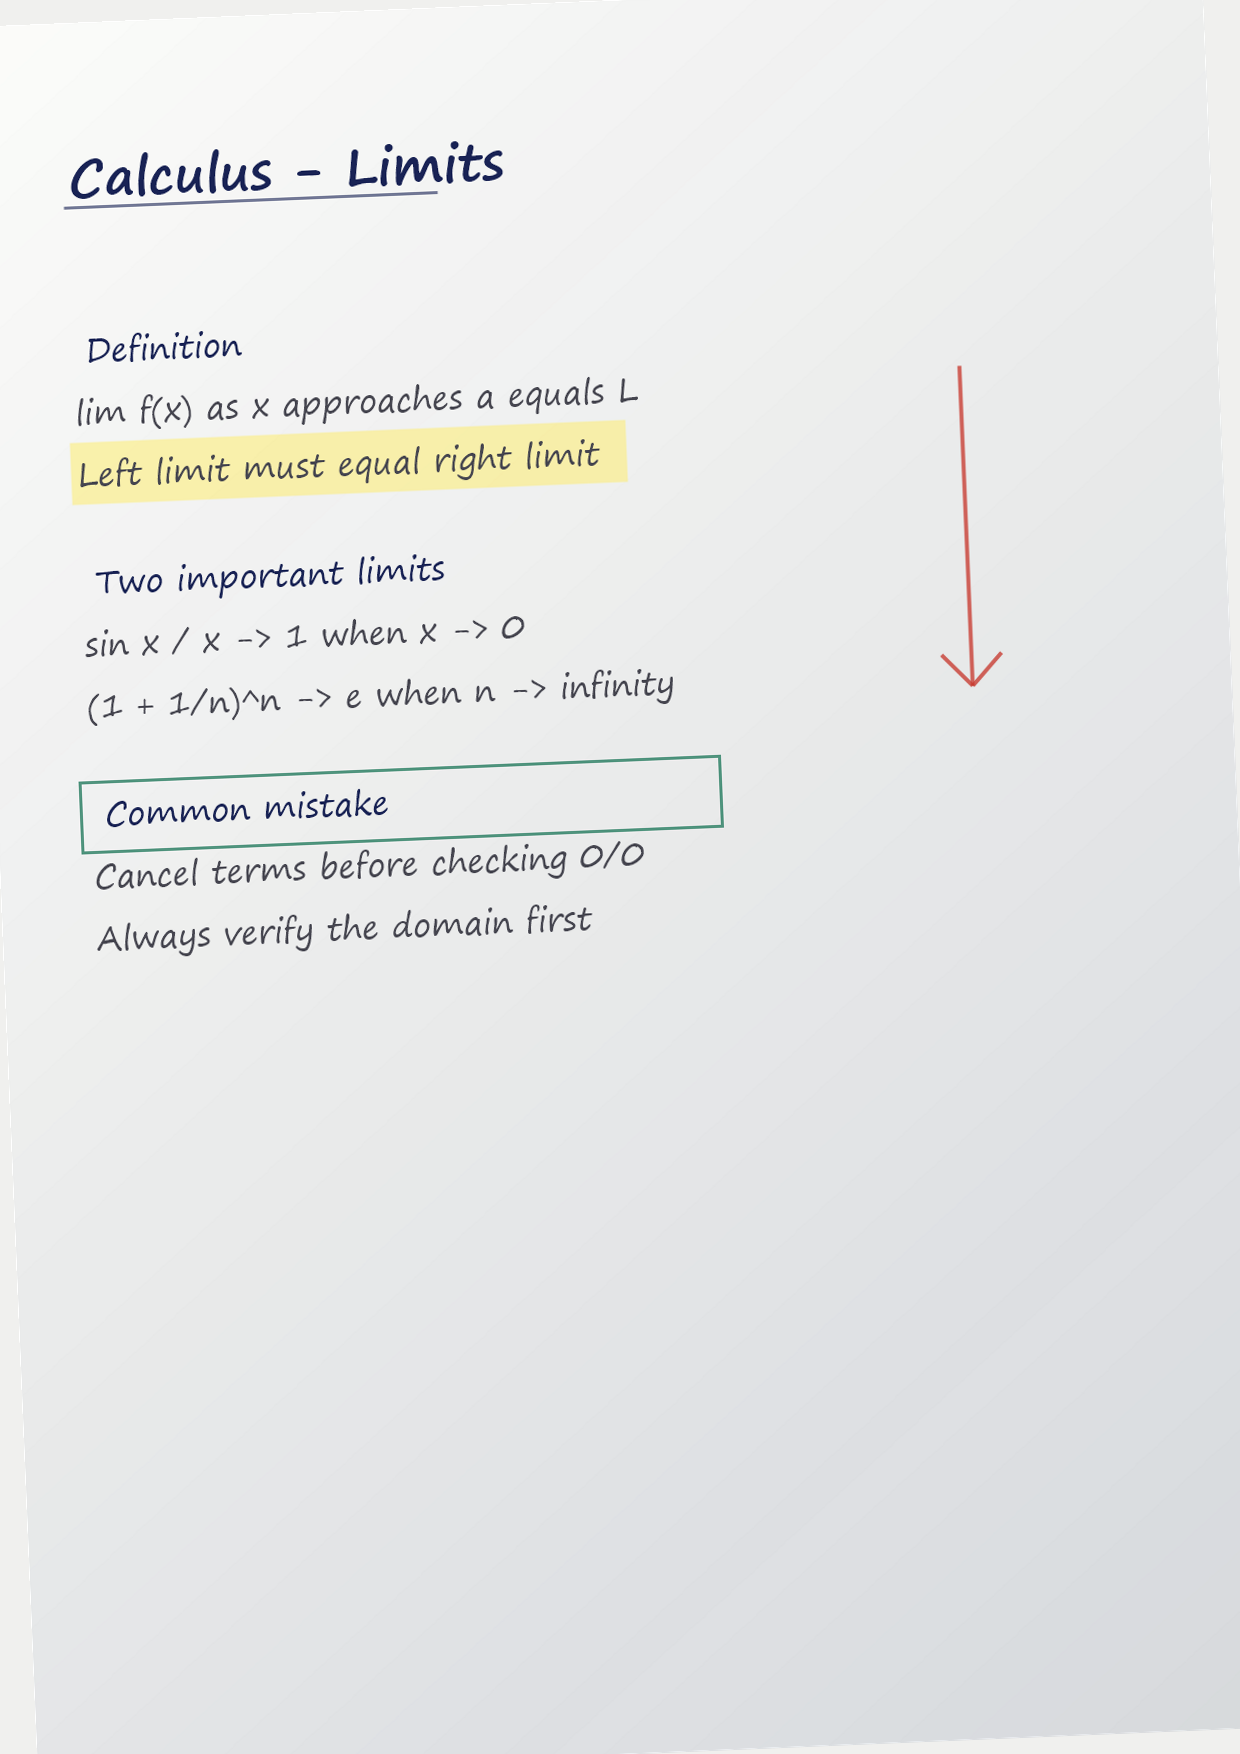 Calculus - Limits
Definition
lim f(x) as x approaches a equals L
Left limit must equal right limit
Two important limits
sin x / x -> 1 when x -> 0
(1 + 1/n)^n -> e when n -> infinity
Common mistake
Cancel terms before checking 0/0
Always verify the domain first